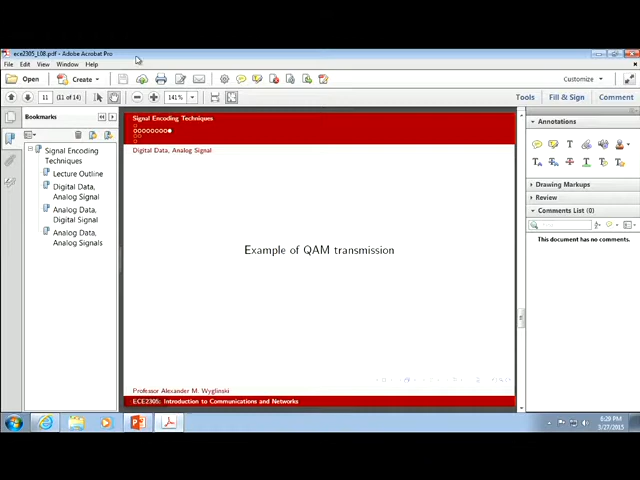 ece2305_L08.pdf - Adobe Acrobat Pro
File Edit View Window Help
Open Create Customize
11 (11 of 14) 141% Tools Fill & Sign Comment
Bookmarks
Signal Encoding
Techniques
Lecture Outline
Digital Data,
Analog Signal
Analog Data,
Digital Signal
Analog Data,
Analog Signals
Signal Encoding Techniques
Digital Data, Analog Signal
Example of QAM transmission
Professor Alexander M. Wyglinski
ECE2305: Introduction to Communications and Networks
Annotations
Drawing Markups
Review
Comments List (0)
Find
This document has no comments.
6:29 PM
3/27/2015